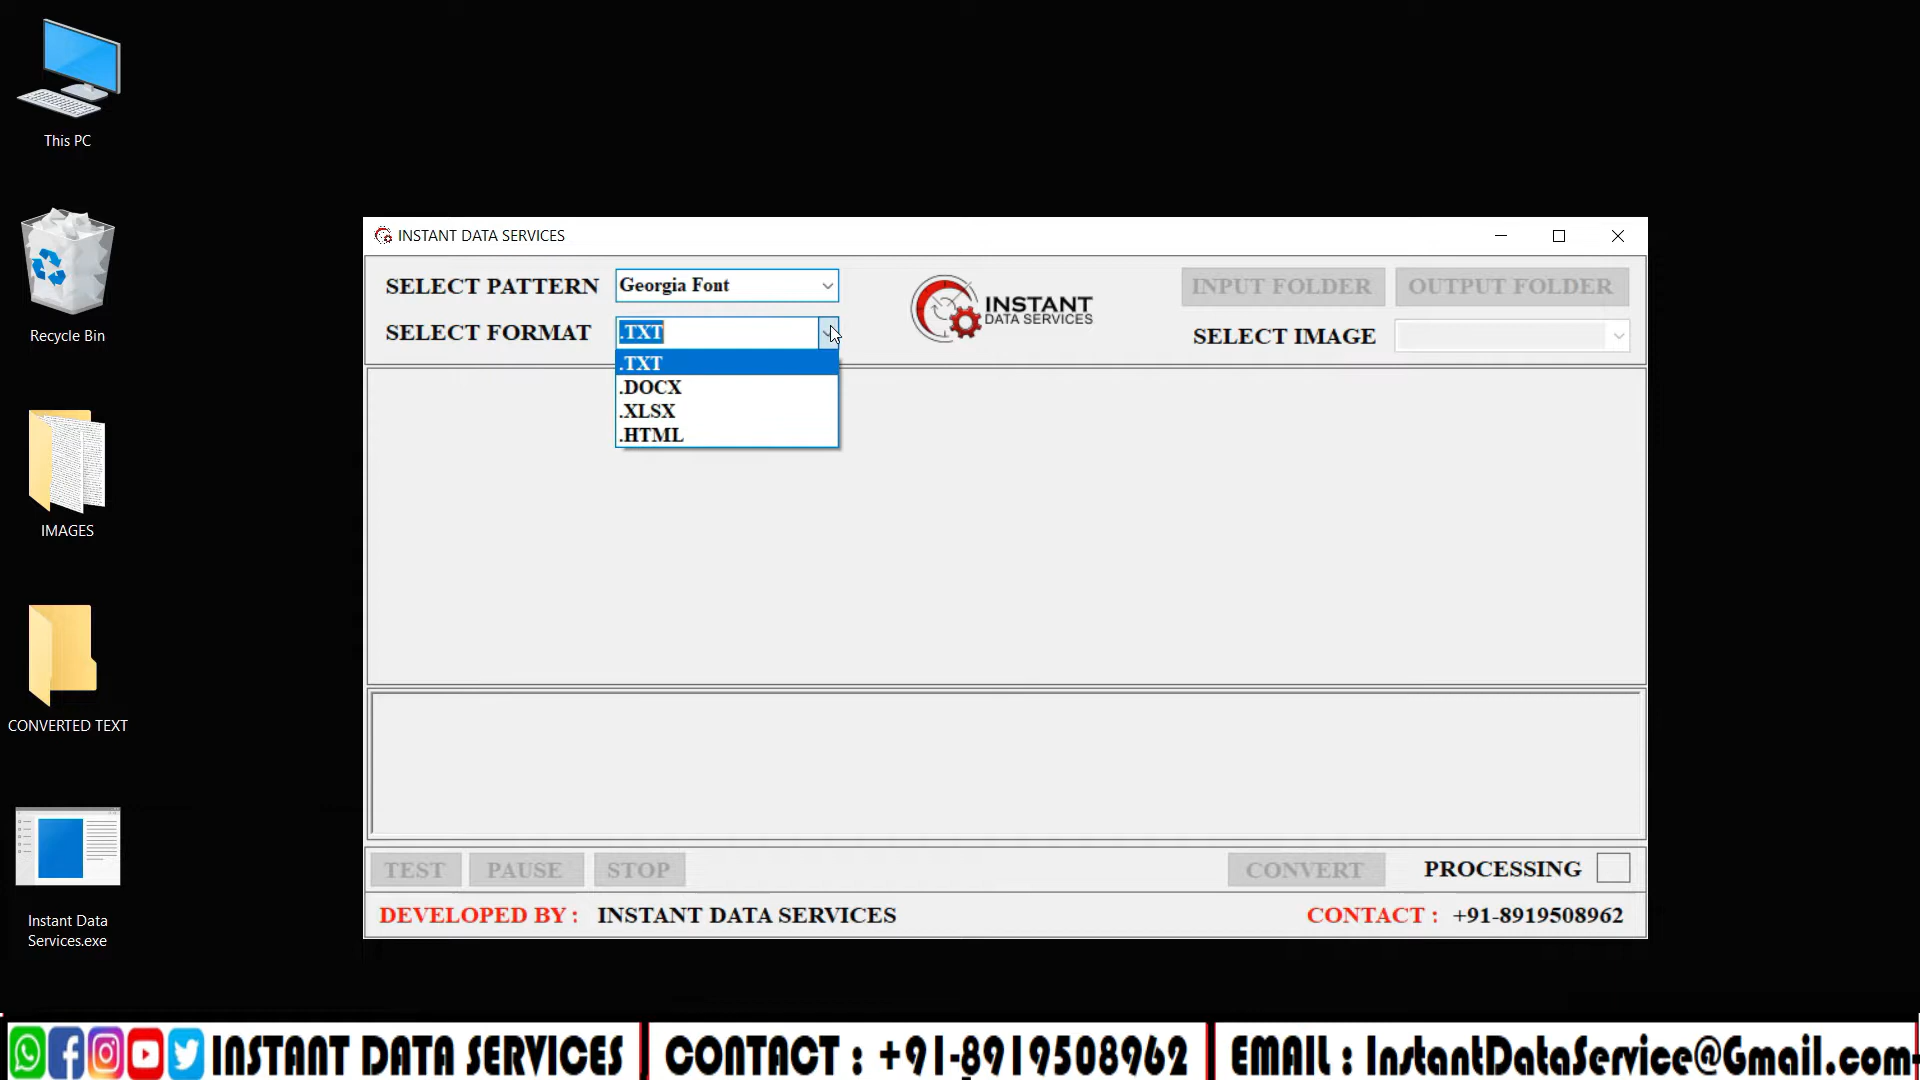 This PC
Recycle Bin
IMAGES
CONVERTED TEXT
Instant Data
Services.exe
INSTANT DATA SERVICES
SELECT PATTERN Georgia Font
SELECT FORMAT .TXT
.TXT
.DOCX
.XLSX
.HTML
INSTANT
DATA SERVICES
INPUT FOLDER OUTPUT FOLDER
SELECT IMAGE
TEST PAUSE STOP CONVERT PROCESSING
DEVELOPED BY : INSTANT DATA SERVICES CONTACT : +91-8919508962
INSTANT DATA SERVICES CONTACT : +91-8919508962 EMAIL : InstantDataService@Gmail.com